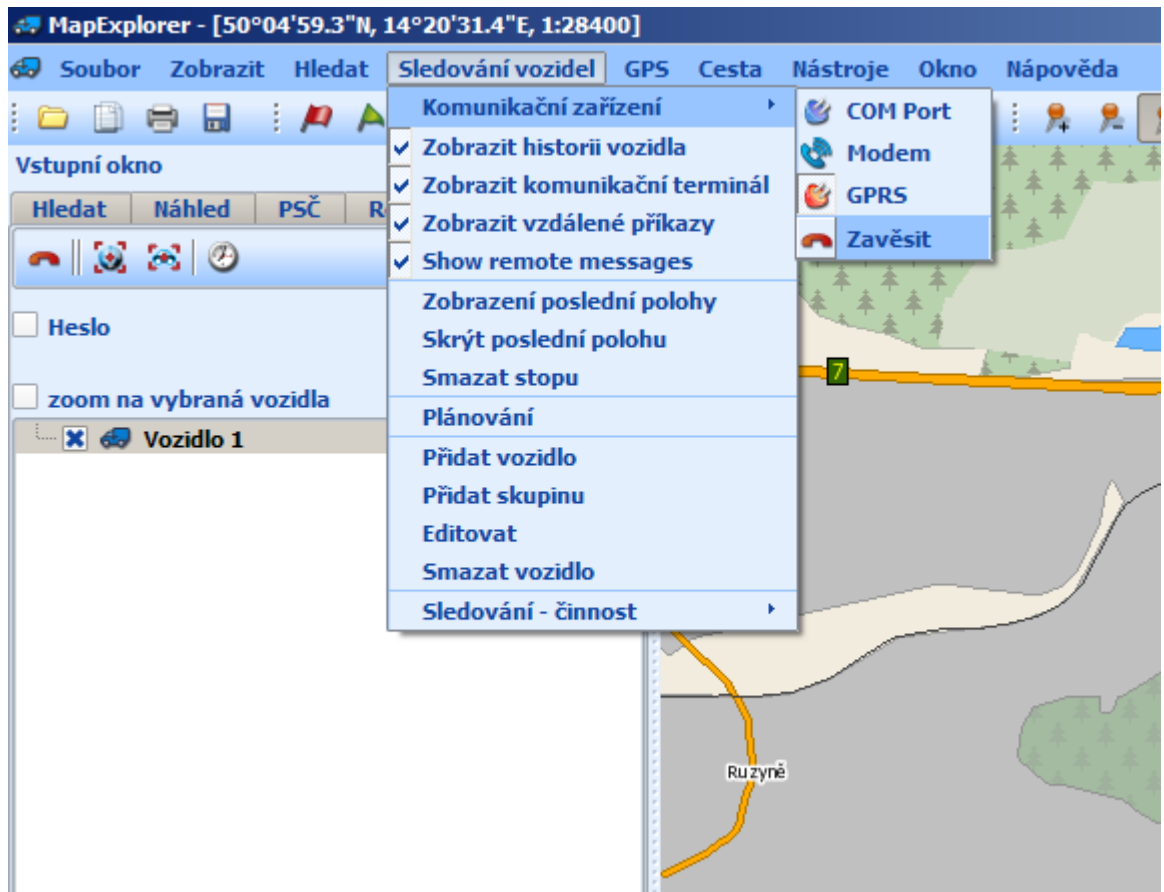 MapExplorer - [50°04'59.3"N, 14°20'31.4"E, 1:28400]
Soubor Zobrazit Hledat Sledování vozidel GPS Cesta Nástroje Okno Nápověda
Komunikační zařízení
COM Port
Modem
GPRS
Zavěsit
Zobrazit historii vozidla
Zobrazit komunikační terminál
Zobrazit vzdálené příkazy
Show remote messages
Zobrazení poslední polohy
Skrýt poslední polohu
Smazat stopu
Plánování
Přidat vozidlo
Přidat skupinu
Editovat
Smazat vozidlo
Sledování - činnost
Vstupní okno
Hledat Náhled PSČ
Heslo
zoom na vybraná vozidla
Vozidlo 1
7
Ruzyně